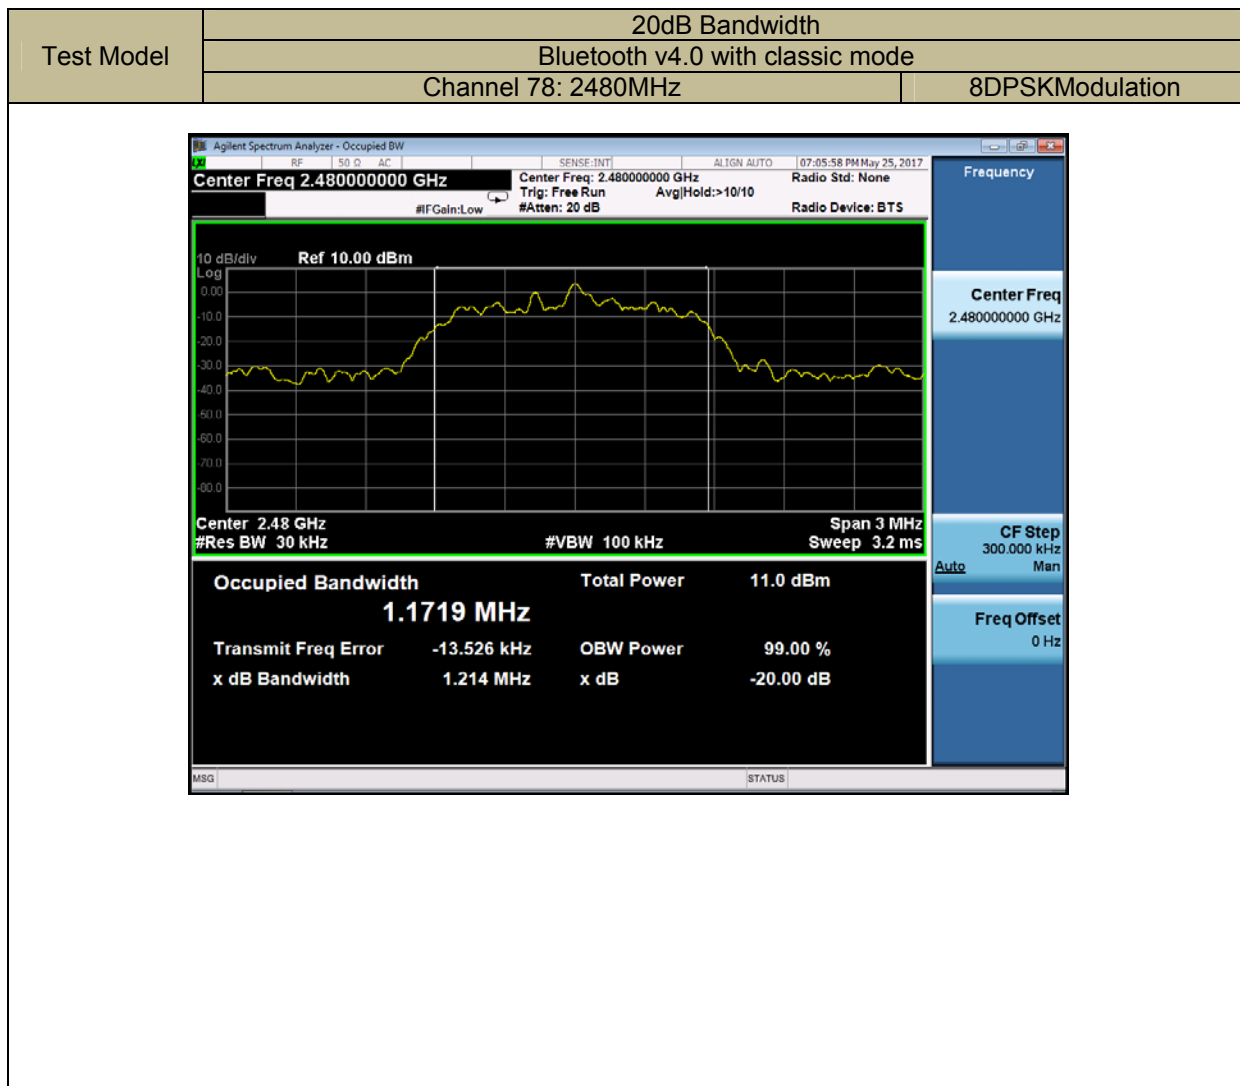 20dB Bandwidth
Test Model
Bluetooth v4.0 with classic mode
Channel 78: 2480MHz
8DPSKModulation
Agilent Spectrum Analyzer - Occupied BW
RF 50 Ω AC SENSE:INT ALIGN AUTO 07:05:58 PM May 25, 2017
Center Freq 2.480000000 GHz
Center Freq: 2.480000000 GHz
Radio Std: None
Trig: Free Run Avg|Hold:>10/10
#IFGain:Low
#Atten: 20 dB
Radio Device: BTS
Frequency
10 dB/div Ref 10.00 dBm
Log
0.00
-10.0
-20.0
-30.0
-40.0
-50.0
-60.0
-70.0
-80.0
Center 2.48 GHz Span 3 MHz
#Res BW 30 kHz #VBW 100 kHz Sweep 3.2 ms
Center Freq
2.480000000 GHz
CF Step
300.000 kHz
Auto Man
Freq Offset
0 Hz
Occupied Bandwidth Total Power 11.0 dBm
1.1719 MHz
Transmit Freq Error -13.526 kHz OBW Power 99.00 %
x dB Bandwidth 1.214 MHz x dB -20.00 dB
MSG STATUS